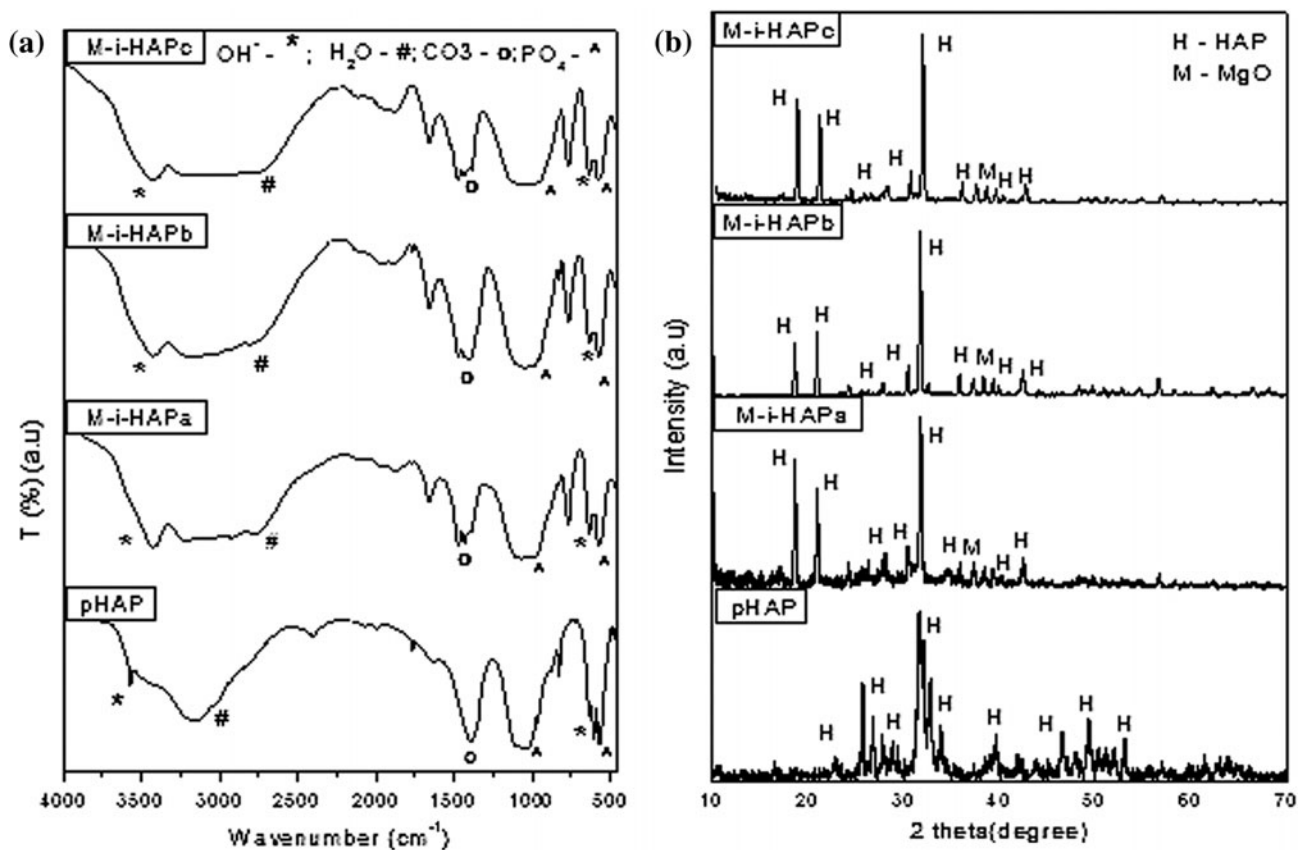 (a)
M-i-HAPc
OH⁻ - *; H₂O - #; CO3 - o; PO₄ - ᴬ
* # o A * A
M-i-HAPb
* # o A * A
M-i-HAPa
* # o A * A
pHAP
* # o A * A
T (%) (a.u)
4000 3500 3000 2500 2000 1500 1000 500
Wavenumber (cm⁻¹)
(b)
M-i-HAPc
H - HAP
M - MgO
H H H H H H M H H
M-i-HAPb
H H H H H H M H H
M-i-HAPa
H H H H H H M H H
pHAP
H H H H H H H H H
Intensity (a.u)
10 20 30 40 50 60 70
2 thets(degree)